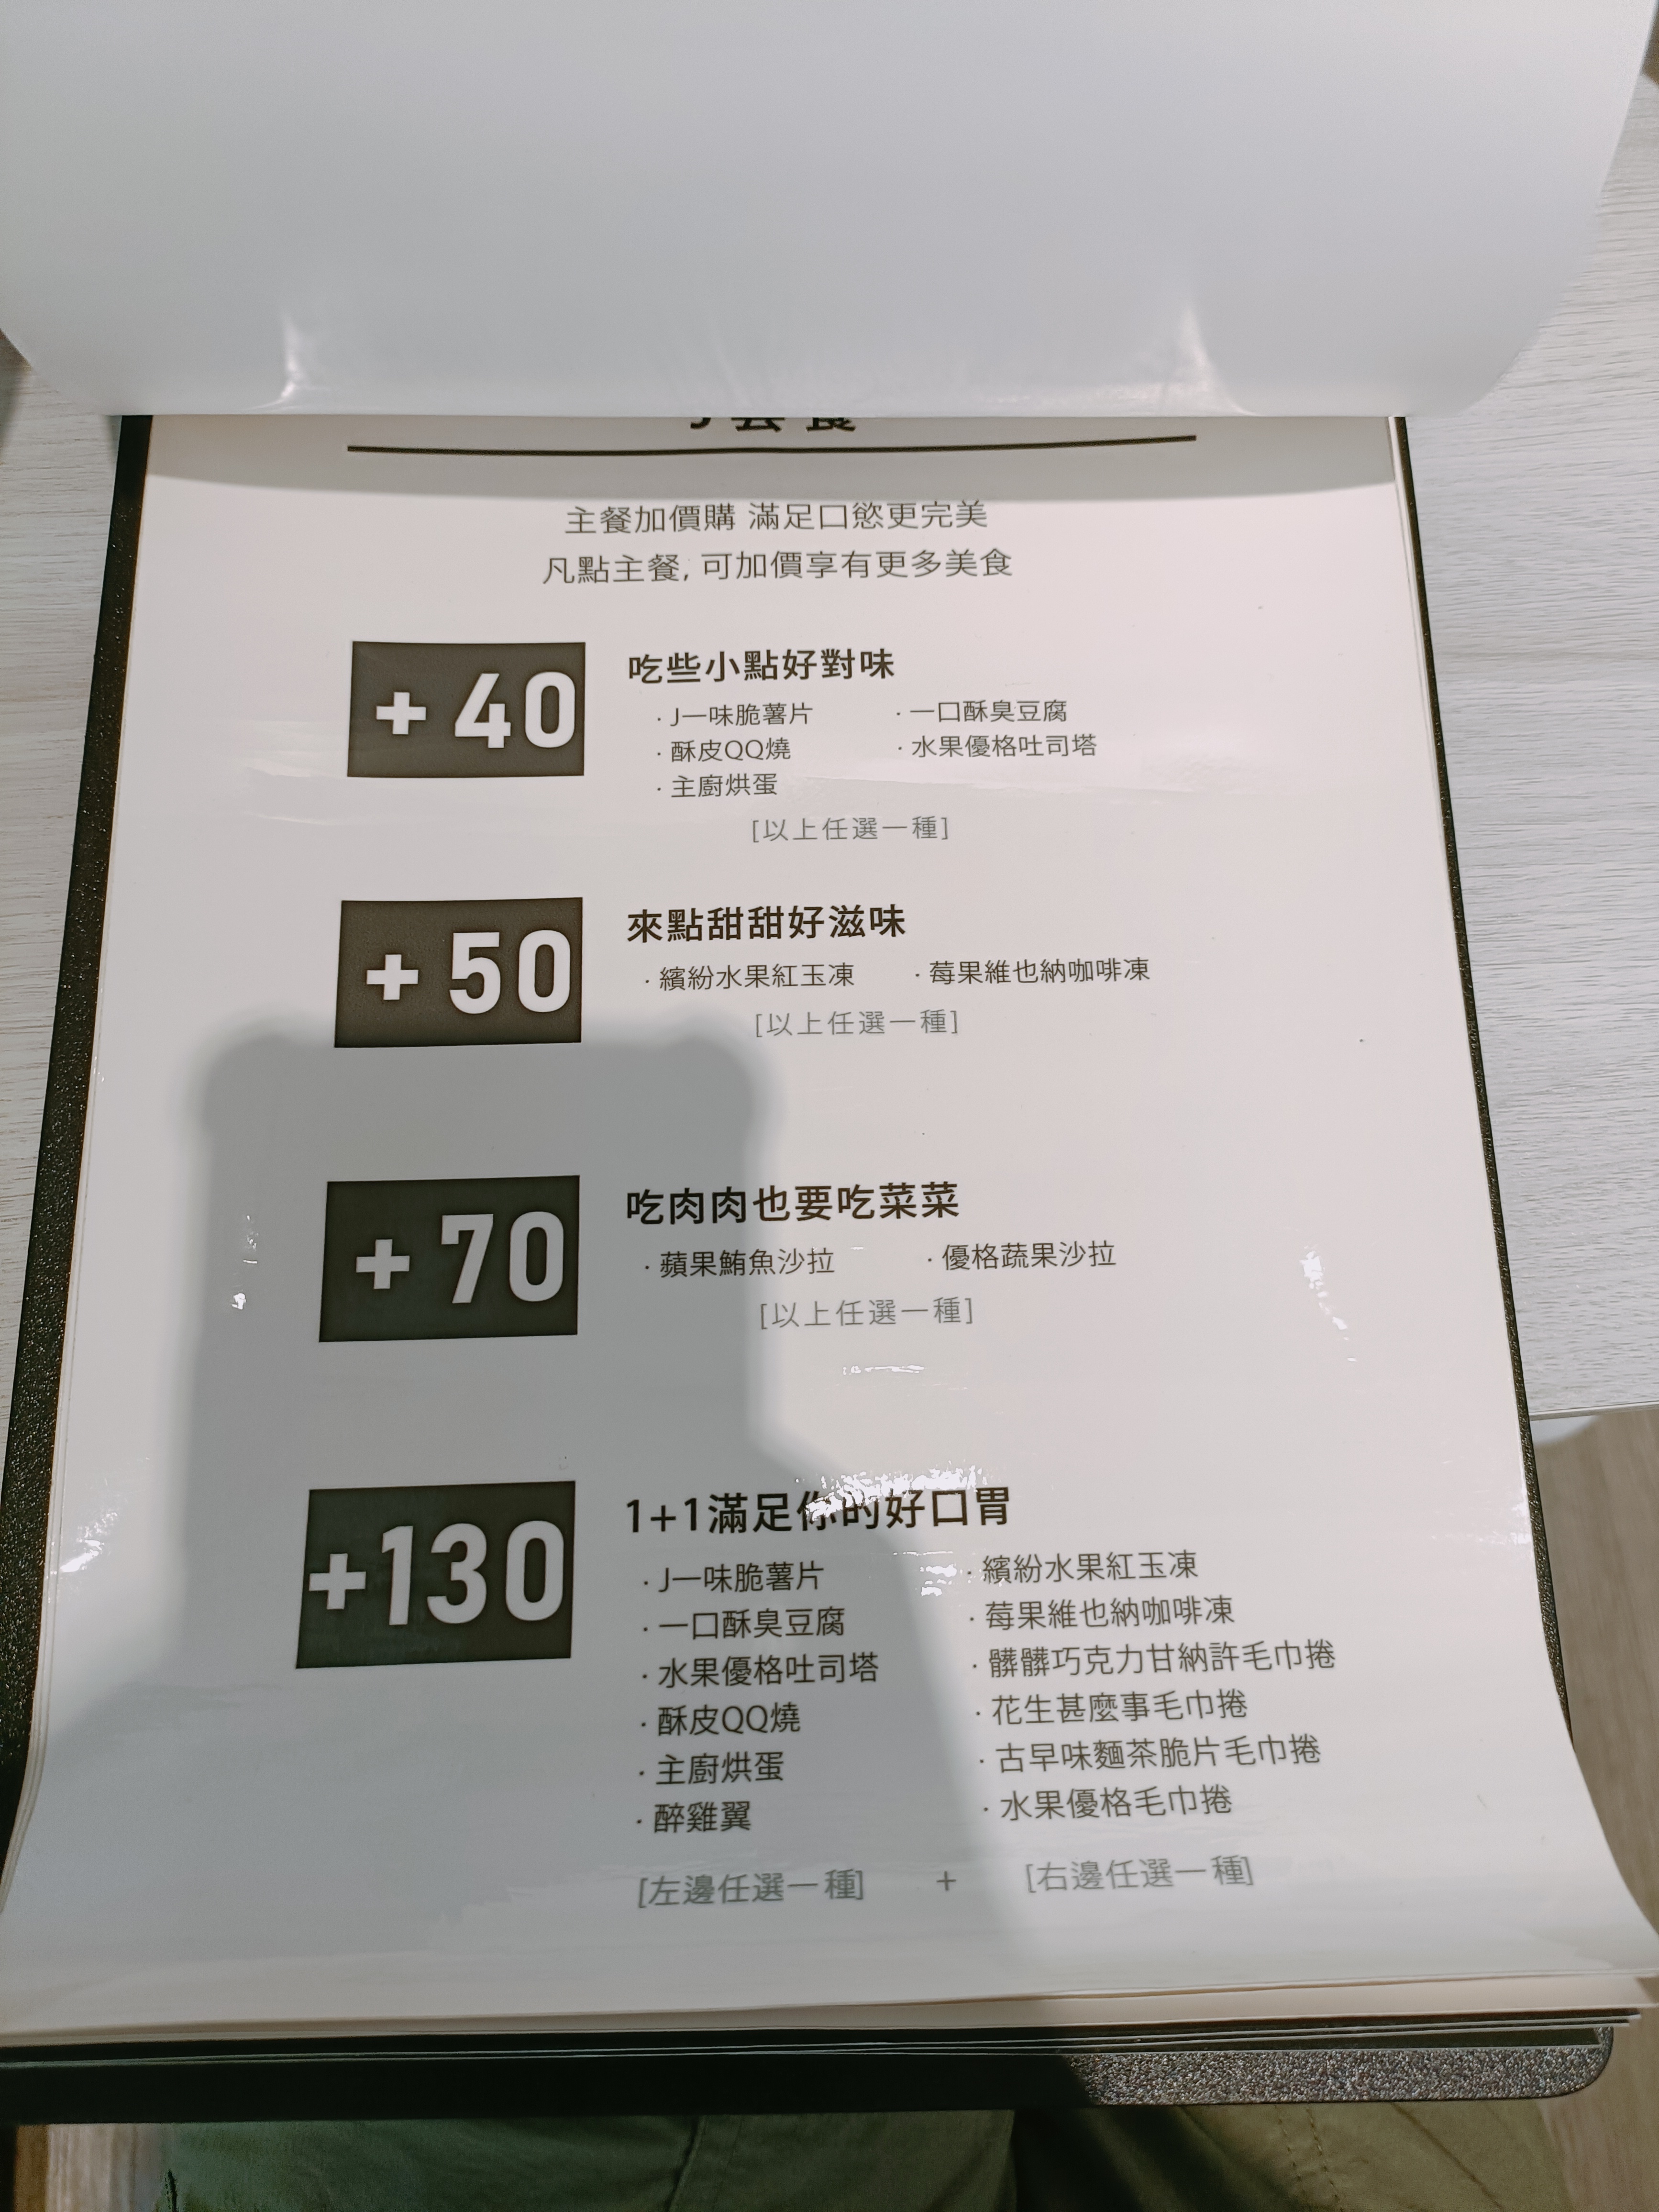 主餐加價購 滿足口慾更完美
凡點主餐, 可加價享有更多美食
+ 40
吃些小點好對味
· J一味脆薯片 · 一口酥臭豆腐
· 酥皮QQ燒 · 水果優格吐司塔
· 主廚烘蛋
[以上任選一種]
+ 50
來點甜甜好滋味
· 繽紛水果紅玉凍 · 莓果維也納咖啡凍
[以上任選一種]
+ 70
吃肉肉也要吃菜菜
· 蘋果鮪魚沙拉 · 優格蔬果沙拉
[以上任選一種]
+130
1+1滿足你的好口胃
· J一味脆薯片 · 繽紛水果紅玉凍
· 一口酥臭豆腐 · 莓果維也納咖啡凍
· 水果優格吐司塔 · 髒髒巧克力甘納許毛巾捲
· 酥皮QQ燒 · 花生甚麼事毛巾捲
· 主廚烘蛋 · 古早味麵茶脆片毛巾捲
· 醉雞翼 · 水果優格毛巾捲
[左邊任選一種] + [右邊任選一種]